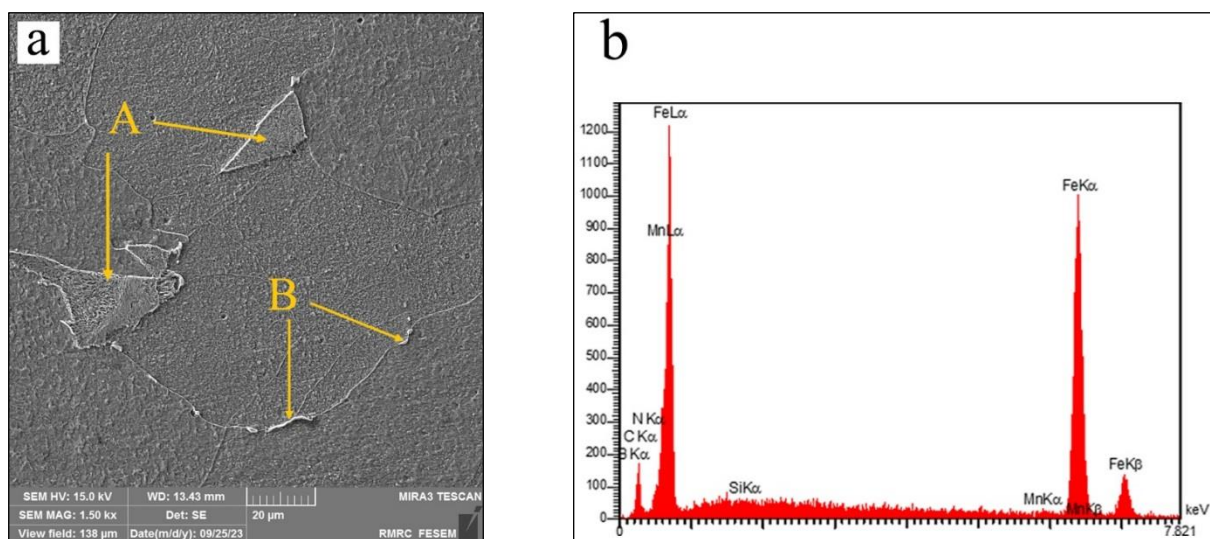 a
A
B
SEM HV: 15.0 kV WD: 13.43 mm MIRA3 TESCAN
SEM MAG: 1.50 kx Det: SE 20 µm
View field: 138 µm Date(m/d/y): 09/25/23 RMRC FESEM
b
FeLα
1200
1100
FeKα
1000
900
MnLα
800
700
600
500
400
300
N Kα
C Kα
200
B Kα
FeKβ
100
SiKα
MnKα
MnKβ
0
keV
0
7.821